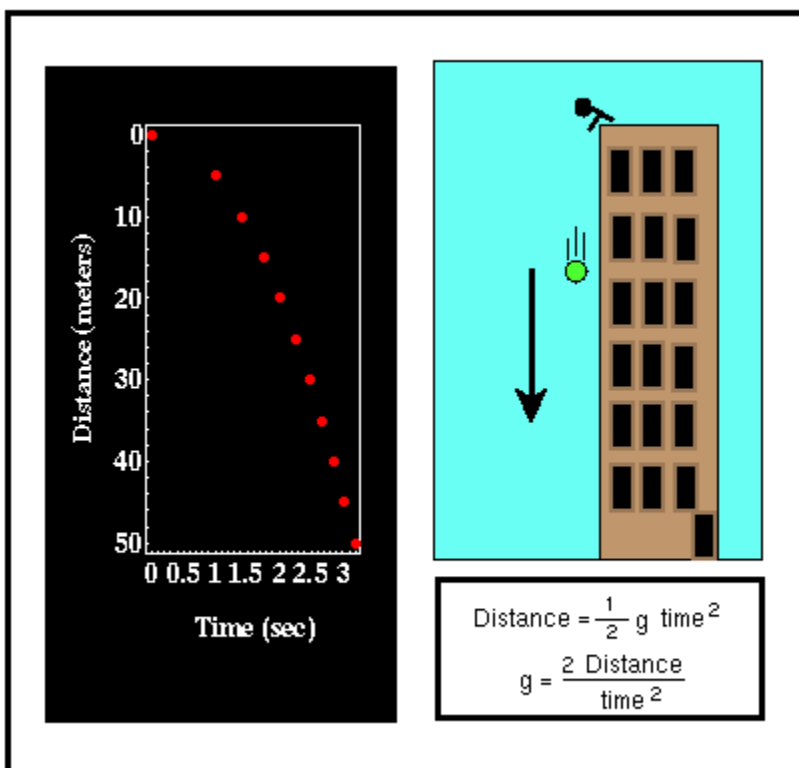 0
10
20
30
40
50
Distance (meters)
0 0.5 1 1.5 2 2.5 3
Time (sec)
Distance = 1/2 g time²
g = 2 Distance / time²